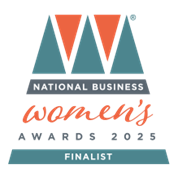 ®
NATIONAL BUSINESS
women's
AWARDS 2025
FINALIST